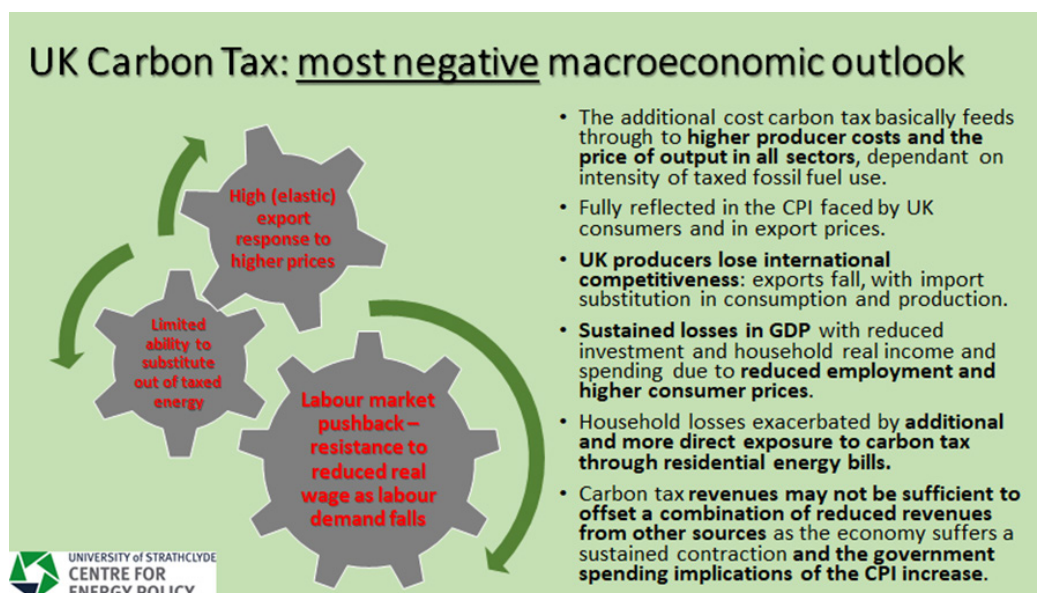 UK Carbon Tax: most negative macroeconomic outlook
High (elastic)
export
response to
higher prices
Limited
ability to
substitute
out of taxed
energy
Labour market
pushback –
resistance to
reduced real
wage as labour
demand falls
• The additional cost carbon tax basically feeds
through to higher producer costs and the
price of output in all sectors, dependant on
intensity of taxed fossil fuel use.
• Fully reflected in the CPI faced by UK
consumers and in export prices.
• UK producers lose international
competitiveness: exports fall, with import
substitution in consumption and production.
• Sustained losses in GDP with reduced
investment and household real income and
spending due to reduced employment and
higher consumer prices.
• Household losses exacerbated by additional
and more direct exposure to carbon tax
through residential energy bills.
• Carbon tax revenues may not be sufficient to
offset a combination of reduced revenues
from other sources as the economy suffers a
sustained contraction and the government
spending implications of the CPI increase.
UNIVERSITY of STRATHCLYDE
CENTRE FOR
ENERGY POLICY